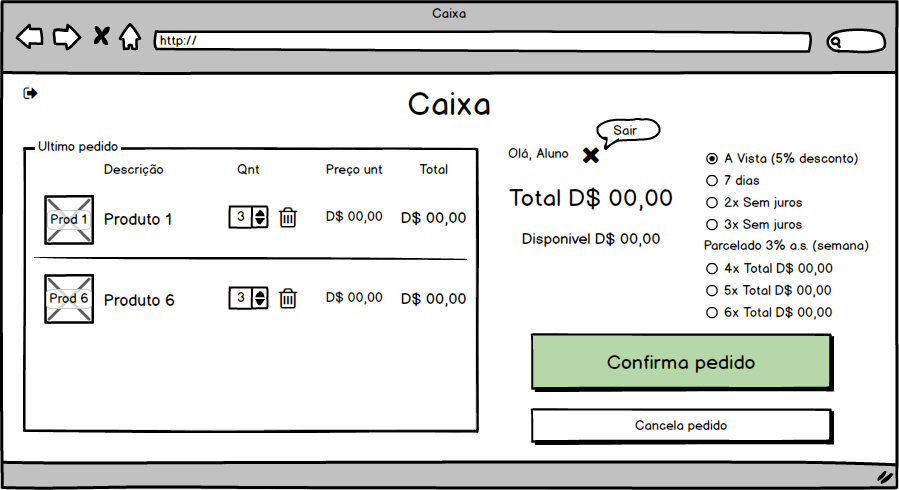 Caixa
http://
Caixa
Ultimo pedido
Descrição Qnt Preço unt Total
Prod 1 Produto 1 3 D$ 00,00 D$ 00,00
Prod 6 Produto 6 3 D$ 00,00 D$ 00,00
Sair
Olá, Aluno
Total D$ 00,00
Disponivel D$ 00,00
A Vista (5% desconto)
7 dias
2x Sem juros
3x Sem juros
Parcelado 3% a.s. (semana)
4x Total D$ 00,00
5x Total D$ 00,00
6x Total D$ 00,00
Confirma pedido
Cancela pedido